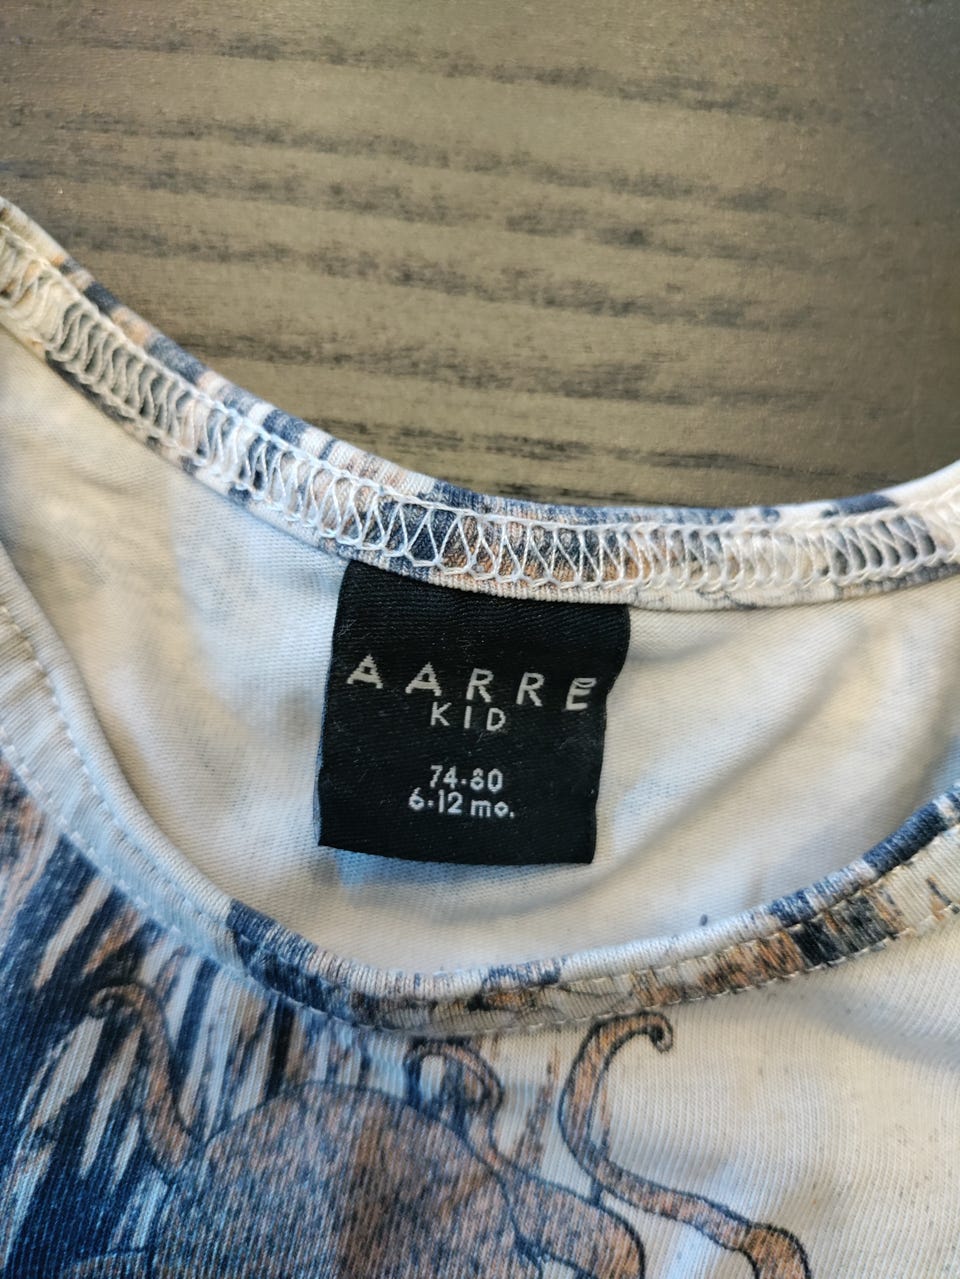 AARRE
KID
74-80
6-12 mo.